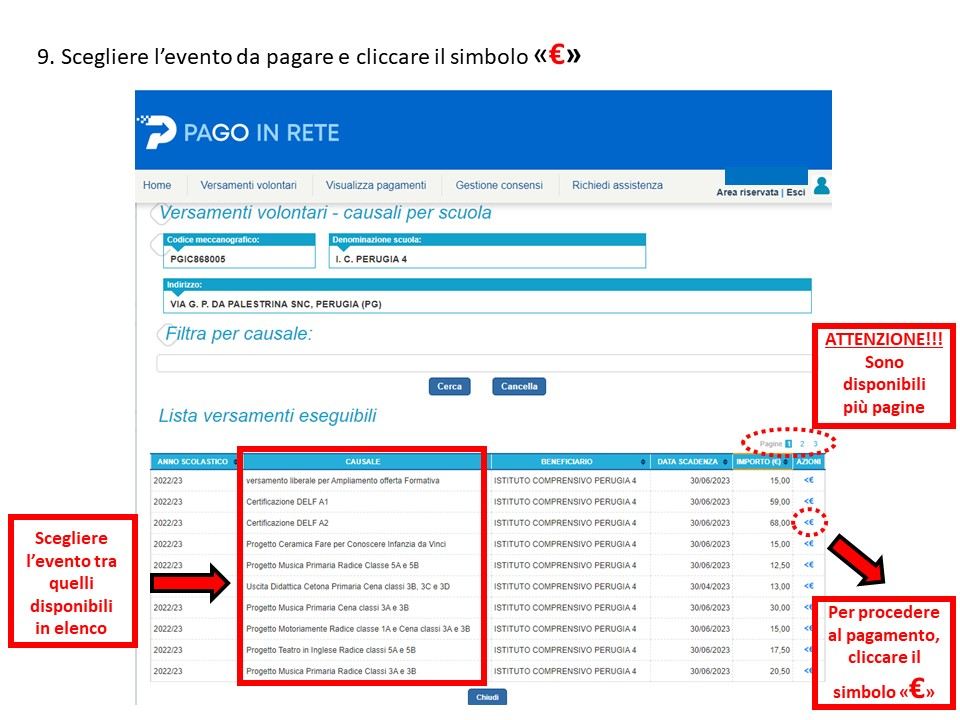 9. Scegliere l’evento da pagare e cliccare il simbolo «€»
PAGO IN RETE
Home Versamenti volontari Visualizza pagamenti Gestione consensi Richiedi assistenza
Area riservata | Esci
Versamenti volontari - causali per scuola
Codice meccanografico: Denominazione scuola:
PGIC868005 I. C. PERUGIA 4
Indirizzo:
VIA G. P. DA PALESTRINA SNC, PERUGIA (PG)
Filtra per causale:
Cerca Cancella
ATTENZIONE!!!
Sono
disponibili
più pagine
Lista versamenti eseguibili
Pagine 1 2 3
ANNO SCOLASTICO CAUSALE BENEFICIARIO DATA SCADENZA IMPORTO (€) AZIONI
2022/23 versamento liberale per Ampliamento offerta Formativa ISTITUTO COMPRENSIVO PERUGIA 4 30/06/2023 15,00 <€
2022/23 Certificazione DELF A1 ISTITUTO COMPRENSIVO PERUGIA 4 30/06/2023 59,00 <€
2022/23 Certificazione DELF A2 ISTITUTO COMPRENSIVO PERUGIA 4 30/06/2023 68,00 <€
2022/23 Progetto Ceramica Fare per Conoscere Infanzia da Vinci ISTITUTO COMPRENSIVO PERUGIA 4 30/06/2023 15,00 <€
2022/23 Progetto Musica Primaria Radice Classe 5A e 5B ISTITUTO COMPRENSIVO PERUGIA 4 30/06/2023 12,50 <€
Uscita Didattica Cetona Primaria Cena classi 3B, 3C e 3D ISTITUTO COMPRENSIVO PERUGIA 4 30/04/2023 13,00 <€
2022/23 Progetto Musica Primaria Cena classi 3A e 3B ISTITUTO COMPRENSIVO PERUGIA 4 30/06/2023 30,00 <€
2022/23 Progetto Motoriamente Radice classe 1A e Cena classi 3A e 3B ISTITUTO COMPRENSIVO PERUGIA 4 30/06/2023 15,00 <€
2022/23 Progetto Teatro in Inglese Radice classi 5A e 5B ISTITUTO COMPRENSIVO PERUGIA 4 30/06/2023 17,50 <€
2022/23 Progetto Musica Primaria Radice Classi 3A e 3B ISTITUTO COMPRENSIVO PERUGIA 4 30/06/2023 20,50 <€
Chiudi
Scegliere
l’evento tra
quelli
disponibili
in elenco
Per procedere
al pagamento,
cliccare il
simbolo «€»